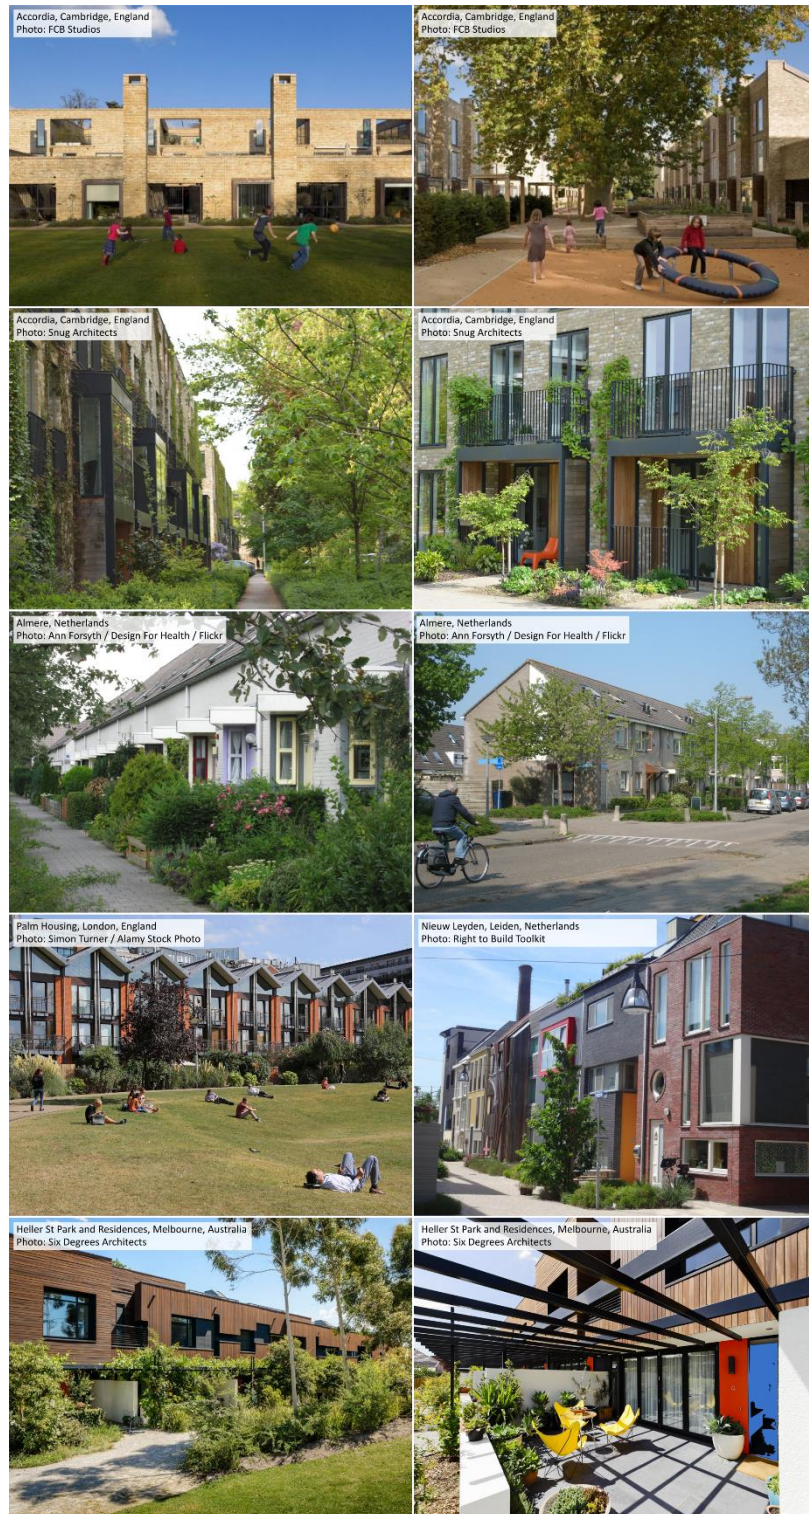 Accordia, Cambridge, England
Photo: FCB Studios
Accordia, Cambridge, England
Photo: FCB Studios
Accordia, Cambridge, England
Photo: Snug Architects
Accordia, Cambridge, England
Photo: Snug Architects
Almere, Netherlands
Photo: Ann Forsyth / Design For Health / Flickr
Almere, Netherlands
Photo: Ann Forsyth / Design For Health / Flickr
Palm Housing, London, England
Photo: Simon Turner / Alamy Stock Photo
Nieuw Leyden, Leiden, Netherlands
Photo: Right to Build Toolkit
Heller St Park and Residences, Melbourne, Australia
Photo: Six Degrees Architects
Heller St Park and Residences, Melbourne, Australia
Photo: Six Degrees Architects